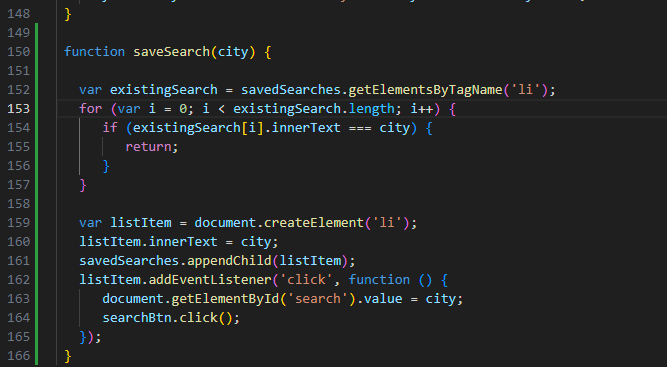 148 }
149
150 function saveSearch(city) {
151
152 var existingSearch = savedSearches.getElementsByTagName('li');
153 for (var i = 0; i < existingSearch.length; i++) {
154 if (existingSearch[i].innerText === city) {
155 return;
156 }
157 }
158
159 var listItem = document.createElement('li');
160 listItem.innerText = city;
161 savedSearches.appendChild(listItem);
162 listItem.addEventListener('click', function () {
163 document.getElementById('search').value = city;
164 searchBtn.click();
165 });
166 }